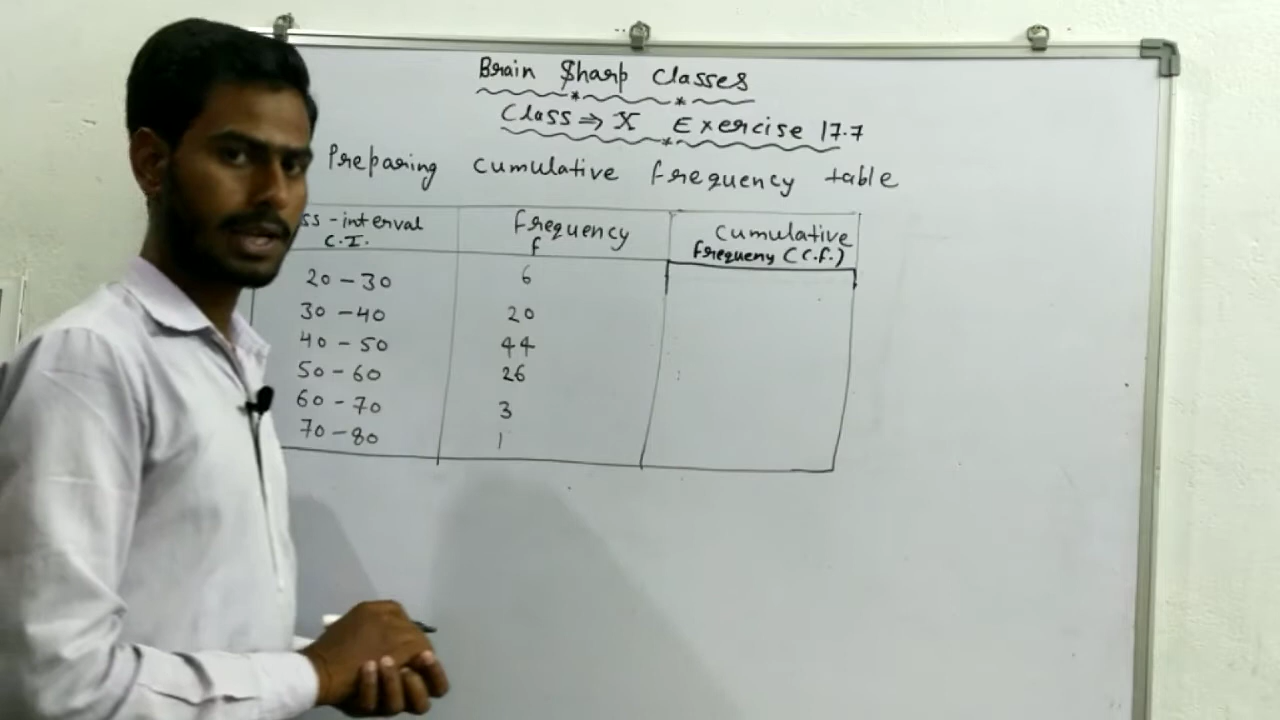 Brain Sharp Classes
Class ⇒ X Exercise 17.7
Preparing cumulative frequency table
ss - interval C.I. frequency f Cumulative frequeny (C.f.)
20 - 30 6
30 - 40 20
40 - 50 44
50 - 60 26
60 - 70 3
70 - 80 1